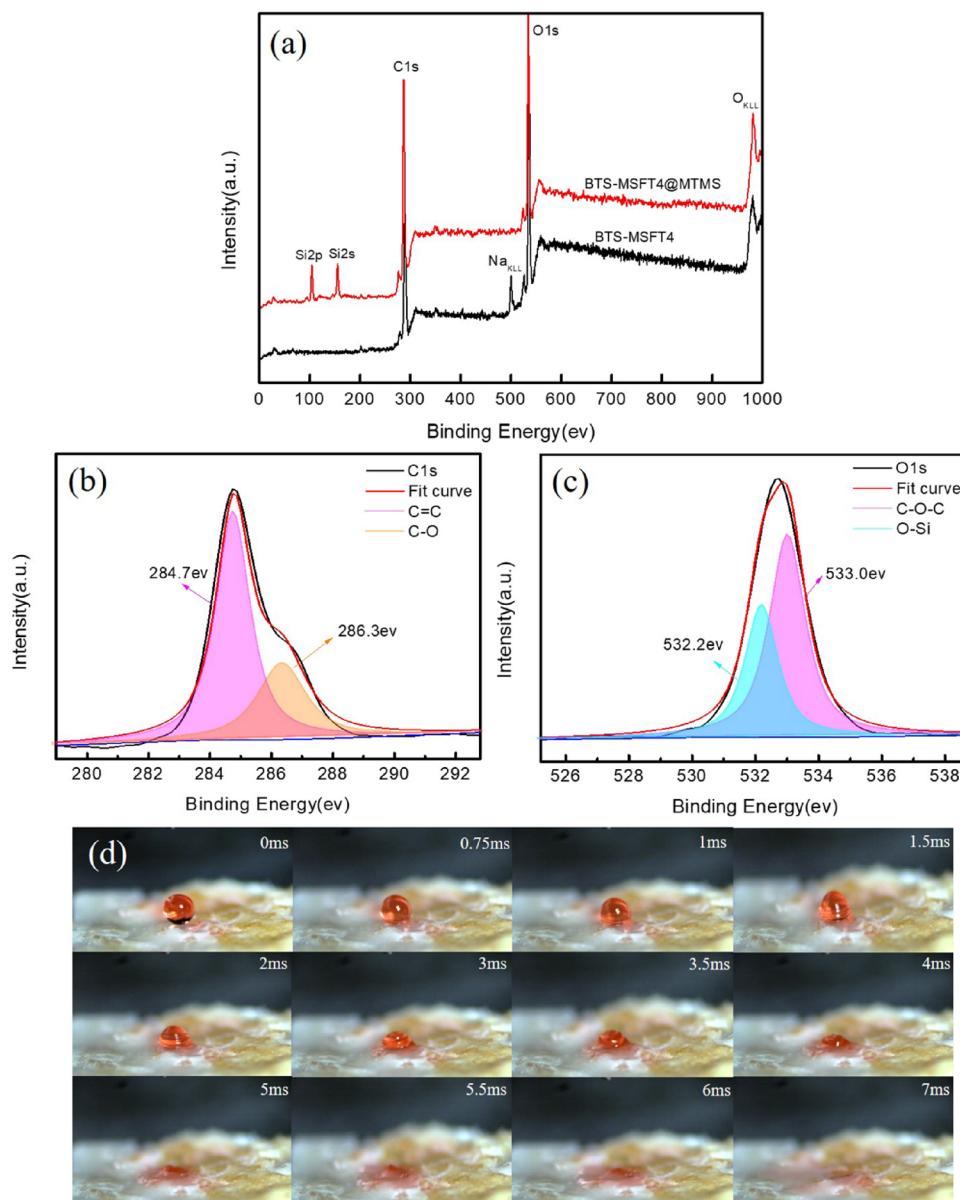 (a)
O1s
C1s
O_KLL
BTS-MSFT4@MTMS
Si2p Si2s
Na_KLL
BTS-MSFT4
Intensity(a.u.)
0 100 200 300 400 500 600 700 800 900 1000
Binding Energy(ev)
(b)
C1s
Fit curve
C=C
C-O
284.7ev
286.3ev
Intensity(a.u.)
280 282 284 286 288 290 292
Binding Energy(ev)
(c)
O1s
Fit curve
C-O-C
O-Si
533.0ev
532.2ev
Intensity(a.u.)
526 528 530 532 534 536 538
Binding Energy(ev)
(d)
0ms 0.75ms 1ms 1.5ms
2ms 3ms 3.5ms 4ms
5ms 5.5ms 6ms 7ms